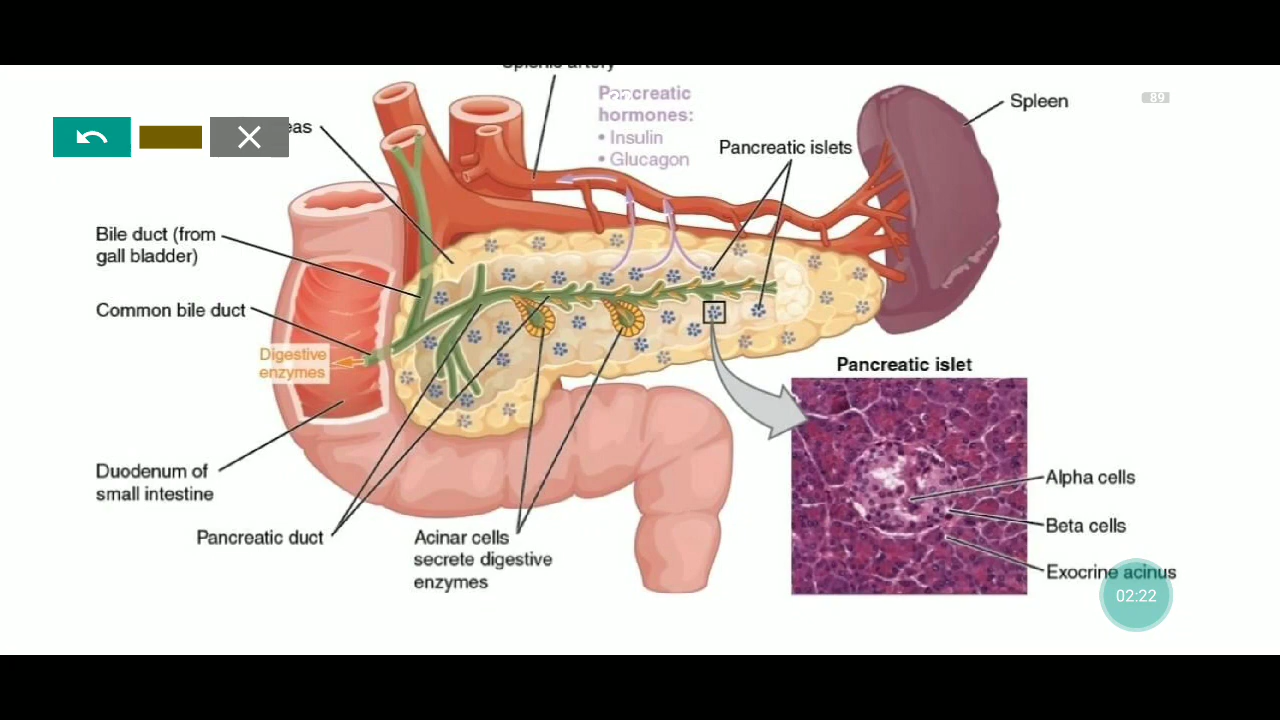 Splenic artery
Pancreatic
hormones:
• Insulin
• Glucagon
89
Spleen
eas
Pancreatic islets
Bile duct (from
gall bladder)
Common bile duct
Digestive
enzymes
Pancreatic islet
Duodenum of
small intestine
Alpha cells
Pancreatic duct
Acinar cells
secrete digestive
enzymes
Beta cells
Exocrine acinus
02:22